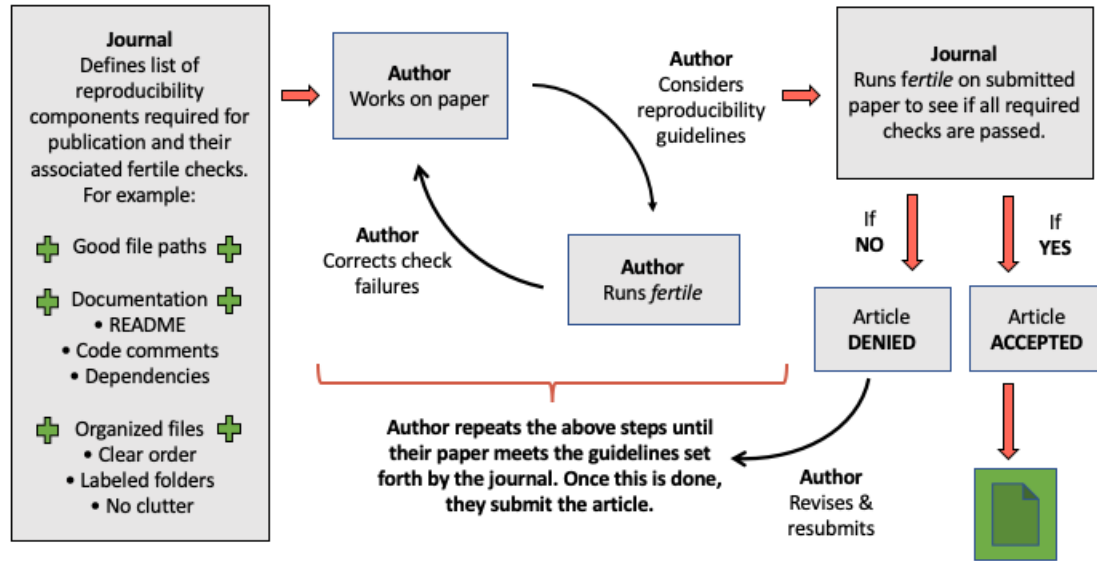 Journal
Defines list of
reproducibility
components required for
publication and their
associated fertile checks.
For example:
Good file paths
Documentation
• README
• Code comments
• Dependencies
Organized files
• Clear order
• Labeled folders
• No clutter
Author
Works on paper
Author
Considers
reproducibility
guidelines
Author
Corrects check
failures
Author
Runs fertile
Author repeats the above steps until
their paper meets the guidelines set
forth by the journal. Once this is done,
they submit the article.
Journal
Runs fertile on submitted
paper to see if all required
checks are passed.
If
NO
If
YES
Article
DENIED
Article
ACCEPTED
Author
Revises &
resubmits